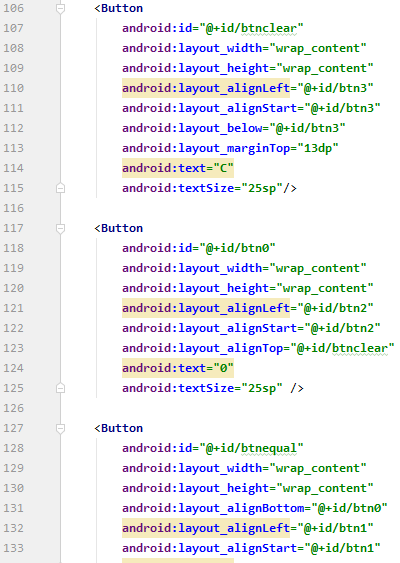 106 <Button
107 android:id="@+id/btnclear"
108 android:layout_width="wrap_content"
109 android:layout_height="wrap_content"
110 android:layout_alignLeft="@+id/btn3"
111 android:layout_alignStart="@+id/btn3"
112 android:layout_below="@+id/btn3"
113 android:layout_marginTop="13dp"
114 android:text="C"
115 android:textSize="25sp"/>
116
117 <Button
118 android:id="@+id/btn0"
119 android:layout_width="wrap_content"
120 android:layout_height="wrap_content"
121 android:layout_alignLeft="@+id/btn2"
122 android:layout_alignStart="@+id/btn2"
123 android:layout_alignTop="@+id/btnclear"
124 android:text="0"
125 android:textSize="25sp" />
126
127 <Button
128 android:id="@+id/btnequal"
129 android:layout_width="wrap_content"
130 android:layout_height="wrap_content"
131 android:layout_alignBottom="@+id/btn0"
132 android:layout_alignLeft="@+id/btn1"
133 android:layout_alignStart="@+id/btn1"